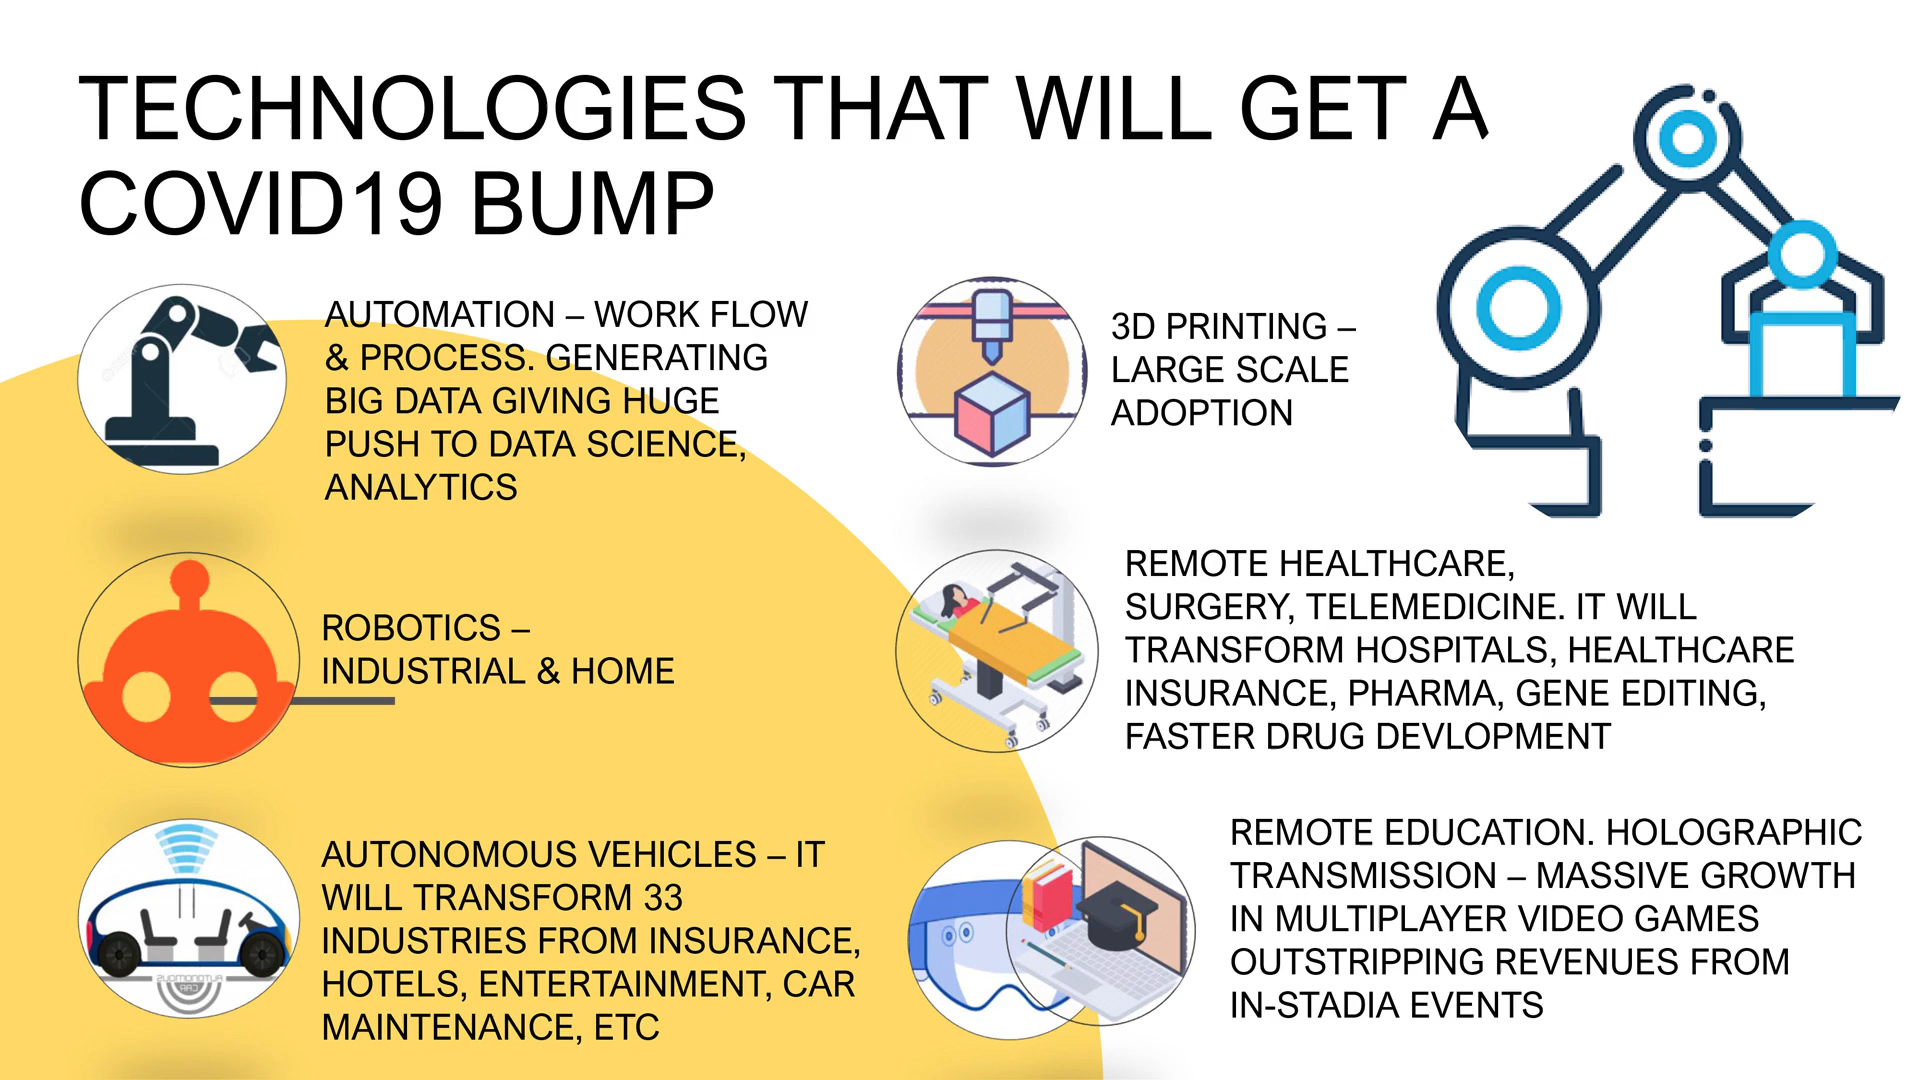 TECHNOLOGIES THAT WILL GET A
COVID19 BUMP
AUTOMATION – WORK FLOW
& PROCESS. GENERATING
BIG DATA GIVING HUGE
PUSH TO DATA SCIENCE,
ANALYTICS
ROBOTICS –
INDUSTRIAL & HOME
AUTONOMOUS VEHICLES – IT
WILL TRANSFORM 33
INDUSTRIES FROM INSURANCE,
HOTELS, ENTERTAINMENT, CAR
MAINTENANCE, ETC
AUTONOMOUS
CAR
3D PRINTING –
LARGE SCALE
ADOPTION
REMOTE HEALTHCARE,
SURGERY, TELEMEDICINE. IT WILL
TRANSFORM HOSPITALS, HEALTHCARE
INSURANCE, PHARMA, GENE EDITING,
FASTER DRUG DEVLOPMENT
REMOTE EDUCATION. HOLOGRAPHIC
TRANSMISSION – MASSIVE GROWTH
IN MULTIPLAYER VIDEO GAMES
OUTSTRIPPING REVENUES FROM
IN-STADIA EVENTS